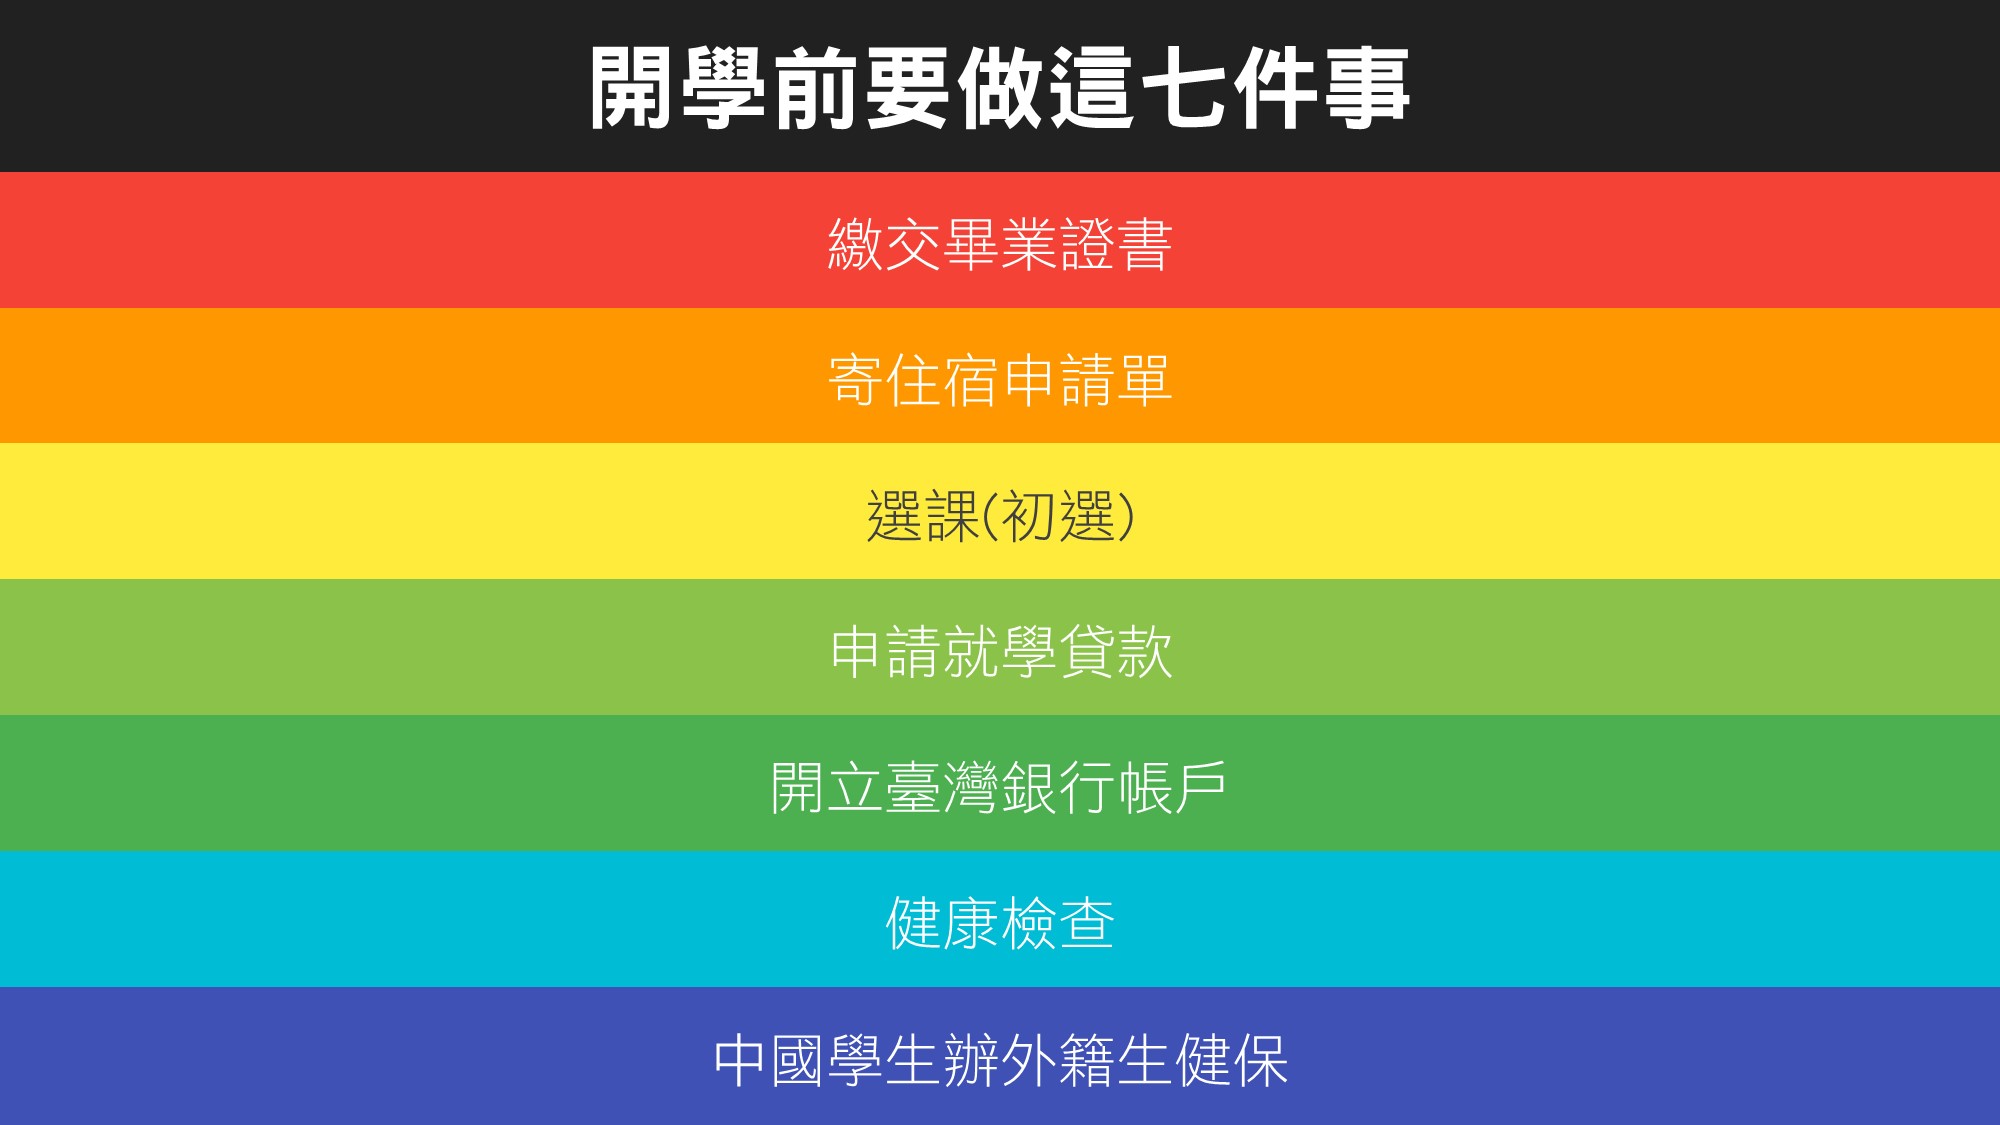 開學前要做這七件事
繳交畢業證書
寄住宿申請單
選課(初選)
申請就學貸款
開立臺灣銀行帳戶
健康檢查
中國學生辦外籍生健保